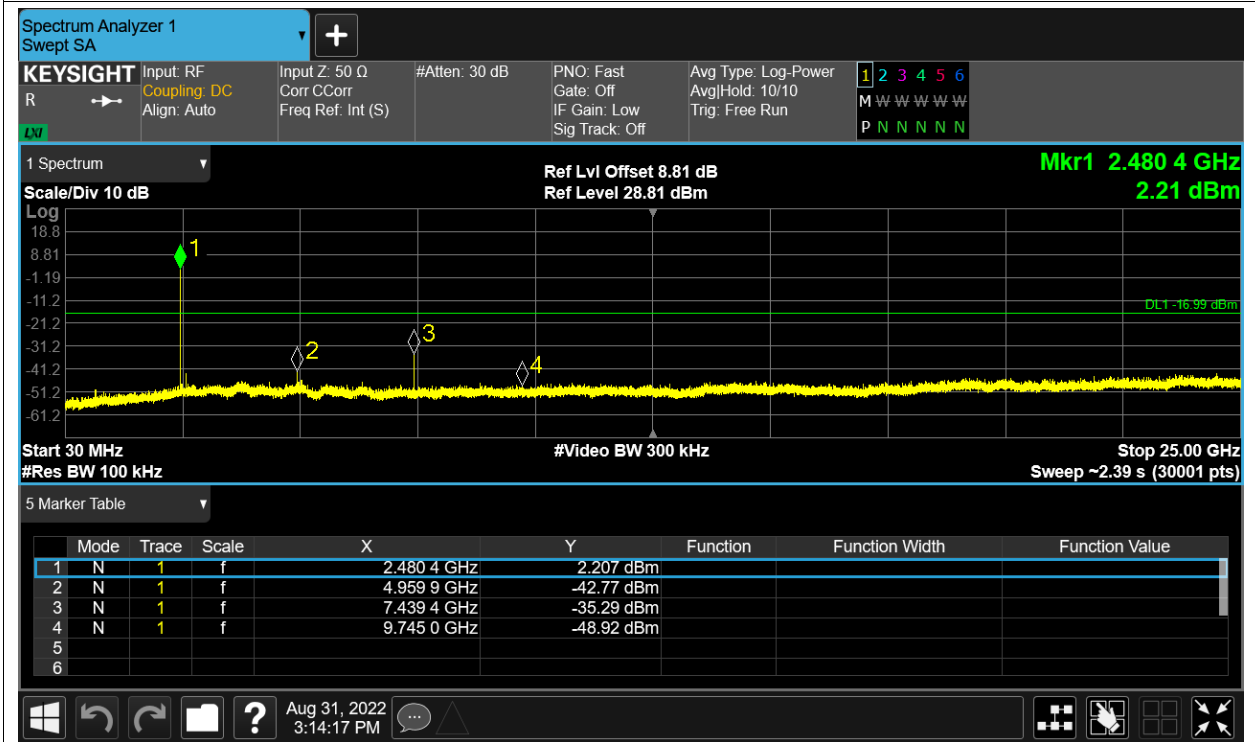 Spectrum Analyzer 1
Swept SA
+
KEYSIGHT
R
LXI
Input: RF
Coupling: DC
Align: Auto
Input Z: 50 Ω
Corr CCorr
Freq Ref: Int (S)
#Atten: 30 dB
PNO: Fast
Gate: Off
IF Gain: Low
Sig Track: Off
Avg Type: Log-Power
Avg|Hold: 10/10
Trig: Free Run
1 2 3 4 5 6
M W W W W W
P N N N N N
1 Spectrum
Scale/Div 10 dB
Ref Lvl Offset 8.81 dB
Ref Level 28.81 dBm
Mkr1 2.480 4 GHz
2.21 dBm
Log
18.8
8.81
-1.19
-11.2
-21.2
-31.2
-41.2
-51.2
-61.2
1
2
3
4
DL1 -16.99 dBm
Start 30 MHz
#Video BW 300 kHz
Stop 25.00 GHz
#Res BW 100 kHz
Sweep ~2.39 s (30001 pts)
5 Marker Table
Mode Trace Scale X Y Function Function Width Function Value
1 N 1 f 2.480 4 GHz 2.207 dBm
2 N 1 f 4.959 9 GHz -42.77 dBm
3 N 1 f 7.439 4 GHz -35.29 dBm
4 N 1 f 9.745 0 GHz -48.92 dBm
5
6
?
Aug 31, 2022
3:14:17 PM